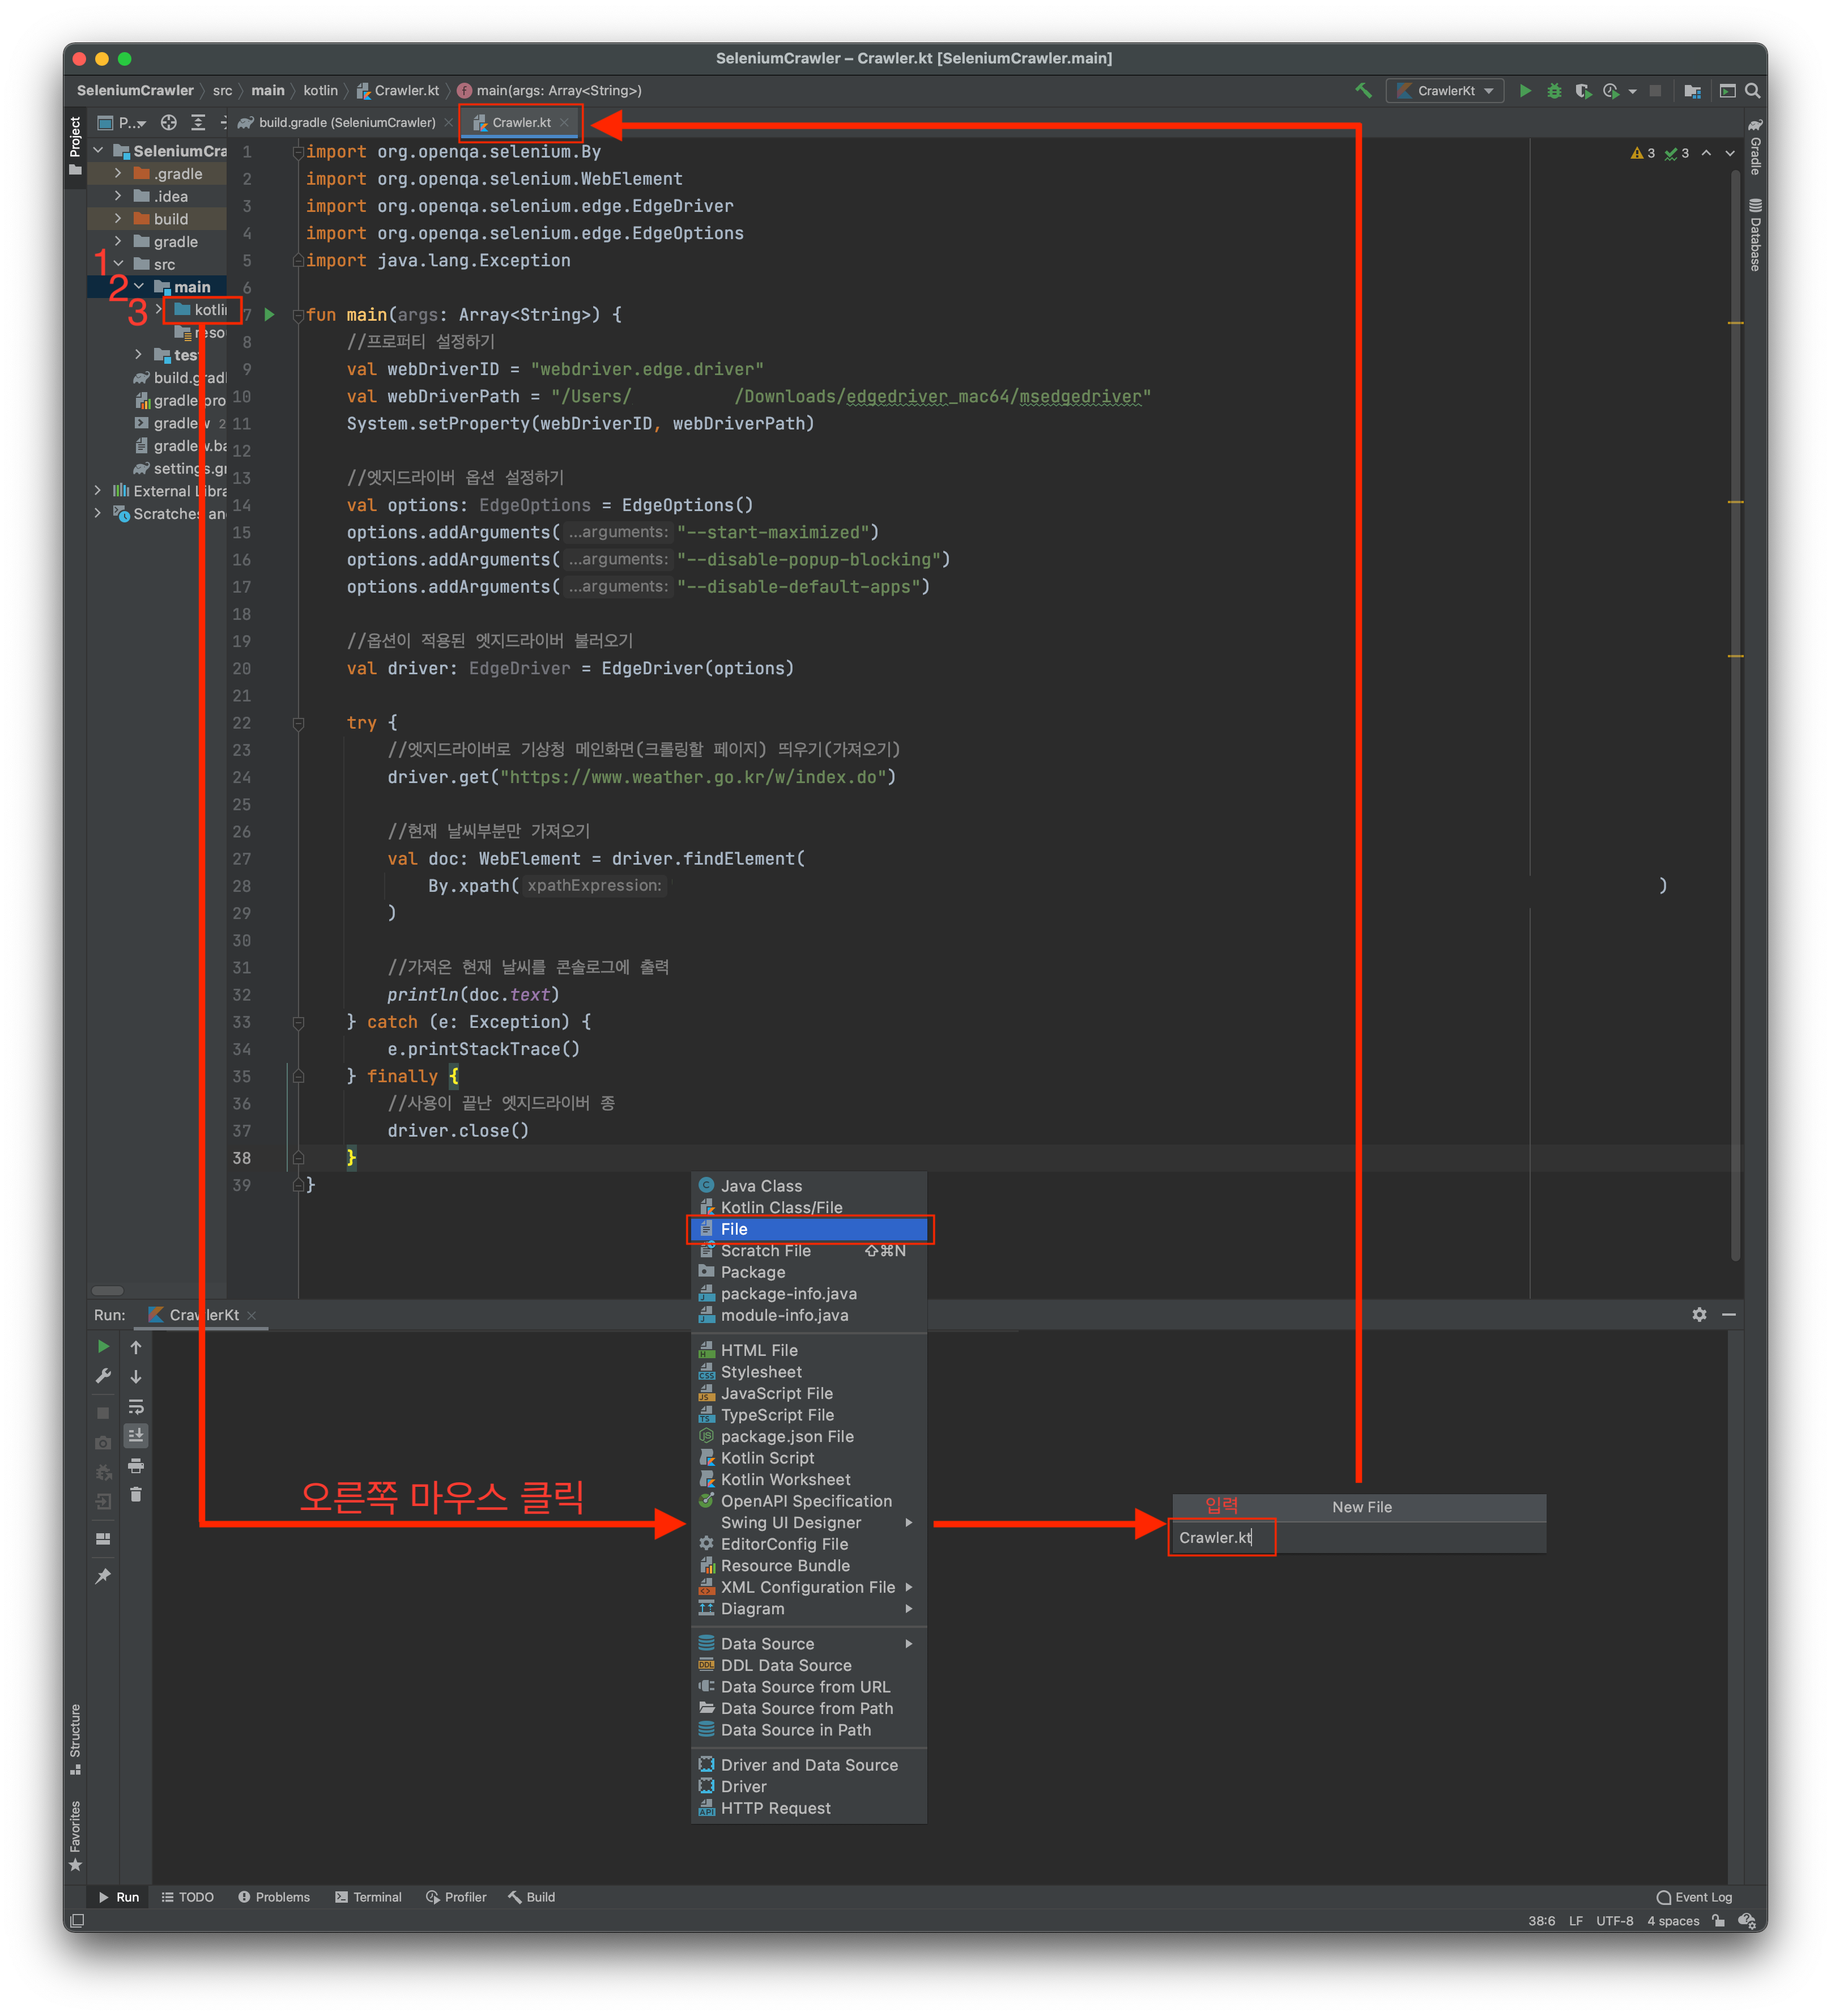 SeleniumCrawler – Crawler.kt [SeleniumCrawler.main]
SeleniumCrawler 〉 src 〉 main 〉 kotlin 〉 Crawler.kt 〉 main(args: Array<String>)
CrawlerKt
Project
P...
build.gradle (SeleniumCrawler)
Crawler.kt
Gradle
Database
3 3
SeleniumCra
.gradle
.idea
build
gradle
1 src
2 main
3 kotlin
reso
test
build.gradl
gradle.pro
gradlew 2
gradlew.ba
settings.gr
External Libra
Scratches an
1 import org.openqa.selenium.By
2 import org.openqa.selenium.WebElement
3 import org.openqa.selenium.edge.EdgeDriver
4 import org.openqa.selenium.edge.EdgeOptions
5 import java.lang.Exception
6
7 fun main(args: Array<String>) {
8 //프로퍼티 설정하기
9 val webDriverID = "webdriver.edge.driver"
10 val webDriverPath = "/Users/ /Downloads/edgedriver_mac64/msedgedriver"
11 System.setProperty(webDriverID, webDriverPath)
12
13 //엣지드라이버 옵션 설정하기
14 val options: EdgeOptions = EdgeOptions()
15 options.addArguments( ...arguments: "--start-maximized")
16 options.addArguments( ...arguments: "--disable-popup-blocking")
17 options.addArguments( ...arguments: "--disable-default-apps")
18
19 //옵션이 적용된 엣지드라이버 불러오기
20 val driver: EdgeDriver = EdgeDriver(options)
21
22 try {
23 //엣지드라이버로 기상청 메인화면(크롤링할 페이지) 띄우기(가져오기)
24 driver.get("https://www.weather.go.kr/w/index.do")
25
26 //현재 날씨부분만 가져오기
27 val doc: WebElement = driver.findElement(
28 By.xpath( xpathExpression: )
29 )
30
31 //가져온 현재 날씨를 콘솔로그에 출력
32 println(doc.text)
33 } catch (e: Exception) {
34 e.printStackTrace()
35 } finally {
36 //사용이 끝난 엣지드라이버 종
37 driver.close()
38 }
39 }
Java Class
Kotlin Class/File
File
Scratch File ⇧⌘N
Package
package-info.java
module-info.java
HTML File
Stylesheet
JavaScript File
TypeScript File
package.json File
Kotlin Script
Kotlin Worksheet
OpenAPI Specification
Swing UI Designer
EditorConfig File
Resource Bundle
XML Configuration File
Diagram
Data Source
DDL Data Source
Data Source from URL
Data Source from Path
Data Source in Path
Driver and Data Source
Driver
HTTP Request
Run: CrawlerKt
오른쪽 마우스 클릭
입력 New File
Crawler.kt
Structure
Favorites
Run TODO Problems Terminal Profiler Build Event Log
38:6 LF UTF-8 4 spaces